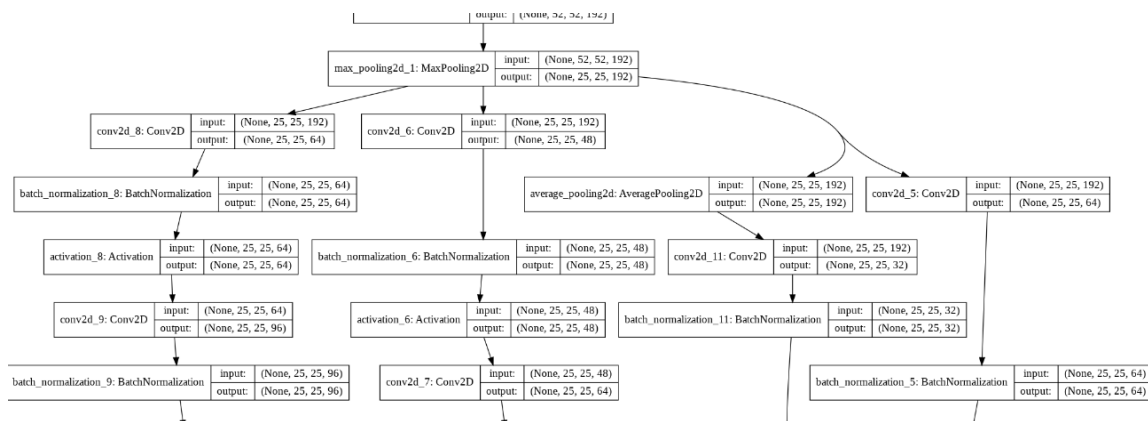 output: (None, 52, 52, 192)
max_pooling2d_1: MaxPooling2D input: (None, 52, 52, 192)
output: (None, 25, 25, 192)
conv2d_8: Conv2D input: (None, 25, 25, 192)
output: (None, 25, 25, 64)
conv2d_6: Conv2D input: (None, 25, 25, 192)
output: (None, 25, 25, 48)
batch_normalization_8: BatchNormalization input: (None, 25, 25, 64)
output: (None, 25, 25, 64)
average_pooling2d: AveragePooling2D input: (None, 25, 25, 192)
output: (None, 25, 25, 192)
conv2d_5: Conv2D input: (None, 25, 25, 192)
output: (None, 25, 25, 64)
activation_8: Activation input: (None, 25, 25, 64)
output: (None, 25, 25, 64)
batch_normalization_6: BatchNormalization input: (None, 25, 25, 48)
output: (None, 25, 25, 48)
conv2d_11: Conv2D input: (None, 25, 25, 192)
output: (None, 25, 25, 32)
conv2d_9: Conv2D input: (None, 25, 25, 64)
output: (None, 25, 25, 96)
activation_6: Activation input: (None, 25, 25, 48)
output: (None, 25, 25, 48)
batch_normalization_11: BatchNormalization input: (None, 25, 25, 32)
output: (None, 25, 25, 32)
batch_normalization_9: BatchNormalization input: (None, 25, 25, 96)
output: (None, 25, 25, 96)
conv2d_7: Conv2D input: (None, 25, 25, 48)
output: (None, 25, 25, 64)
batch_normalization_5: BatchNormalization input: (None, 25, 25, 64)
output: (None, 25, 25, 64)